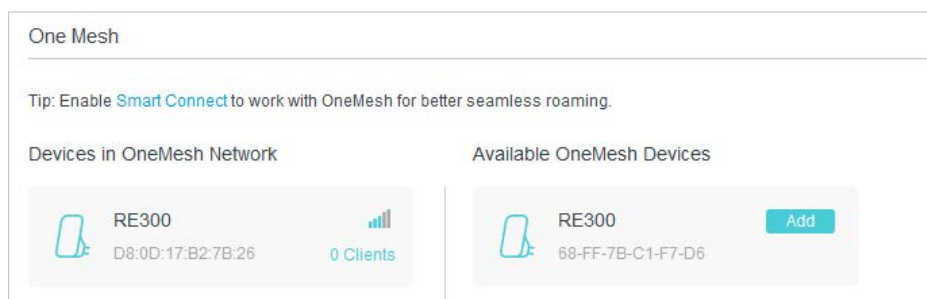 One Mesh
Tip: Enable Smart Connect to work with OneMesh for better seamless roaming.
Devices in OneMesh Network
RE300
D8:0D:17:B2:7B:26
0 Clients
Available OneMesh Devices
RE300
Add
68-FF-7B-C1-F7-D6